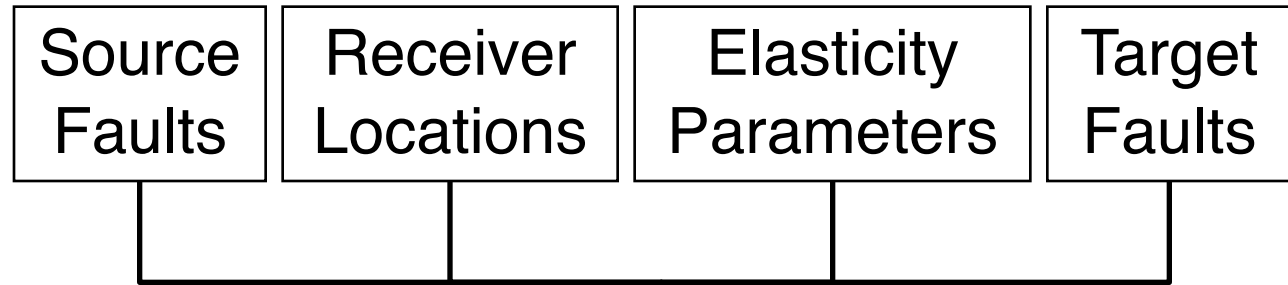 Source
Faults
Receiver
Locations
Elasticity
Parameters
Target
Faults